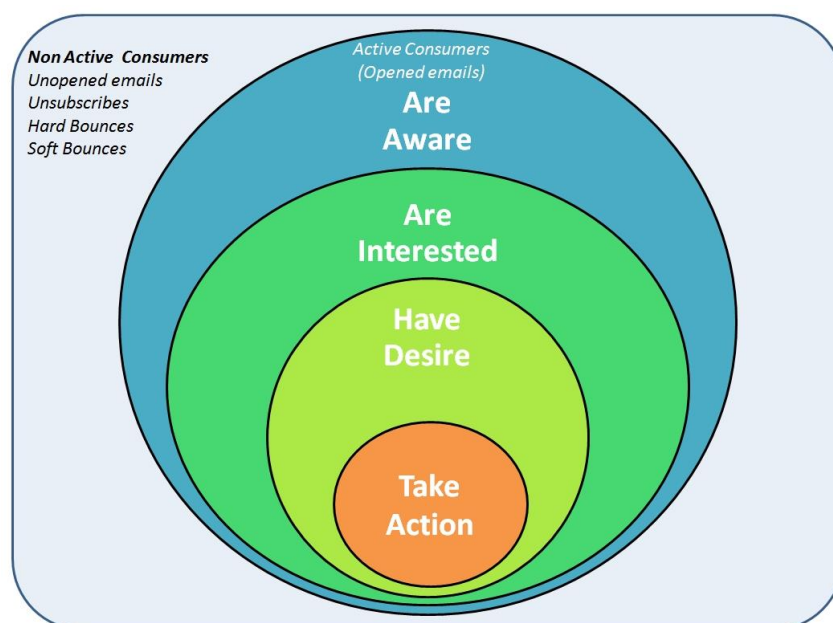 Non Active Consumers
Unopened emails
Unsubscribes
Hard Bounces
Soft Bounces
Active Consumers
(Opened emails)
Are
Aware
Are
Interested
Have
Desire
Take
Action